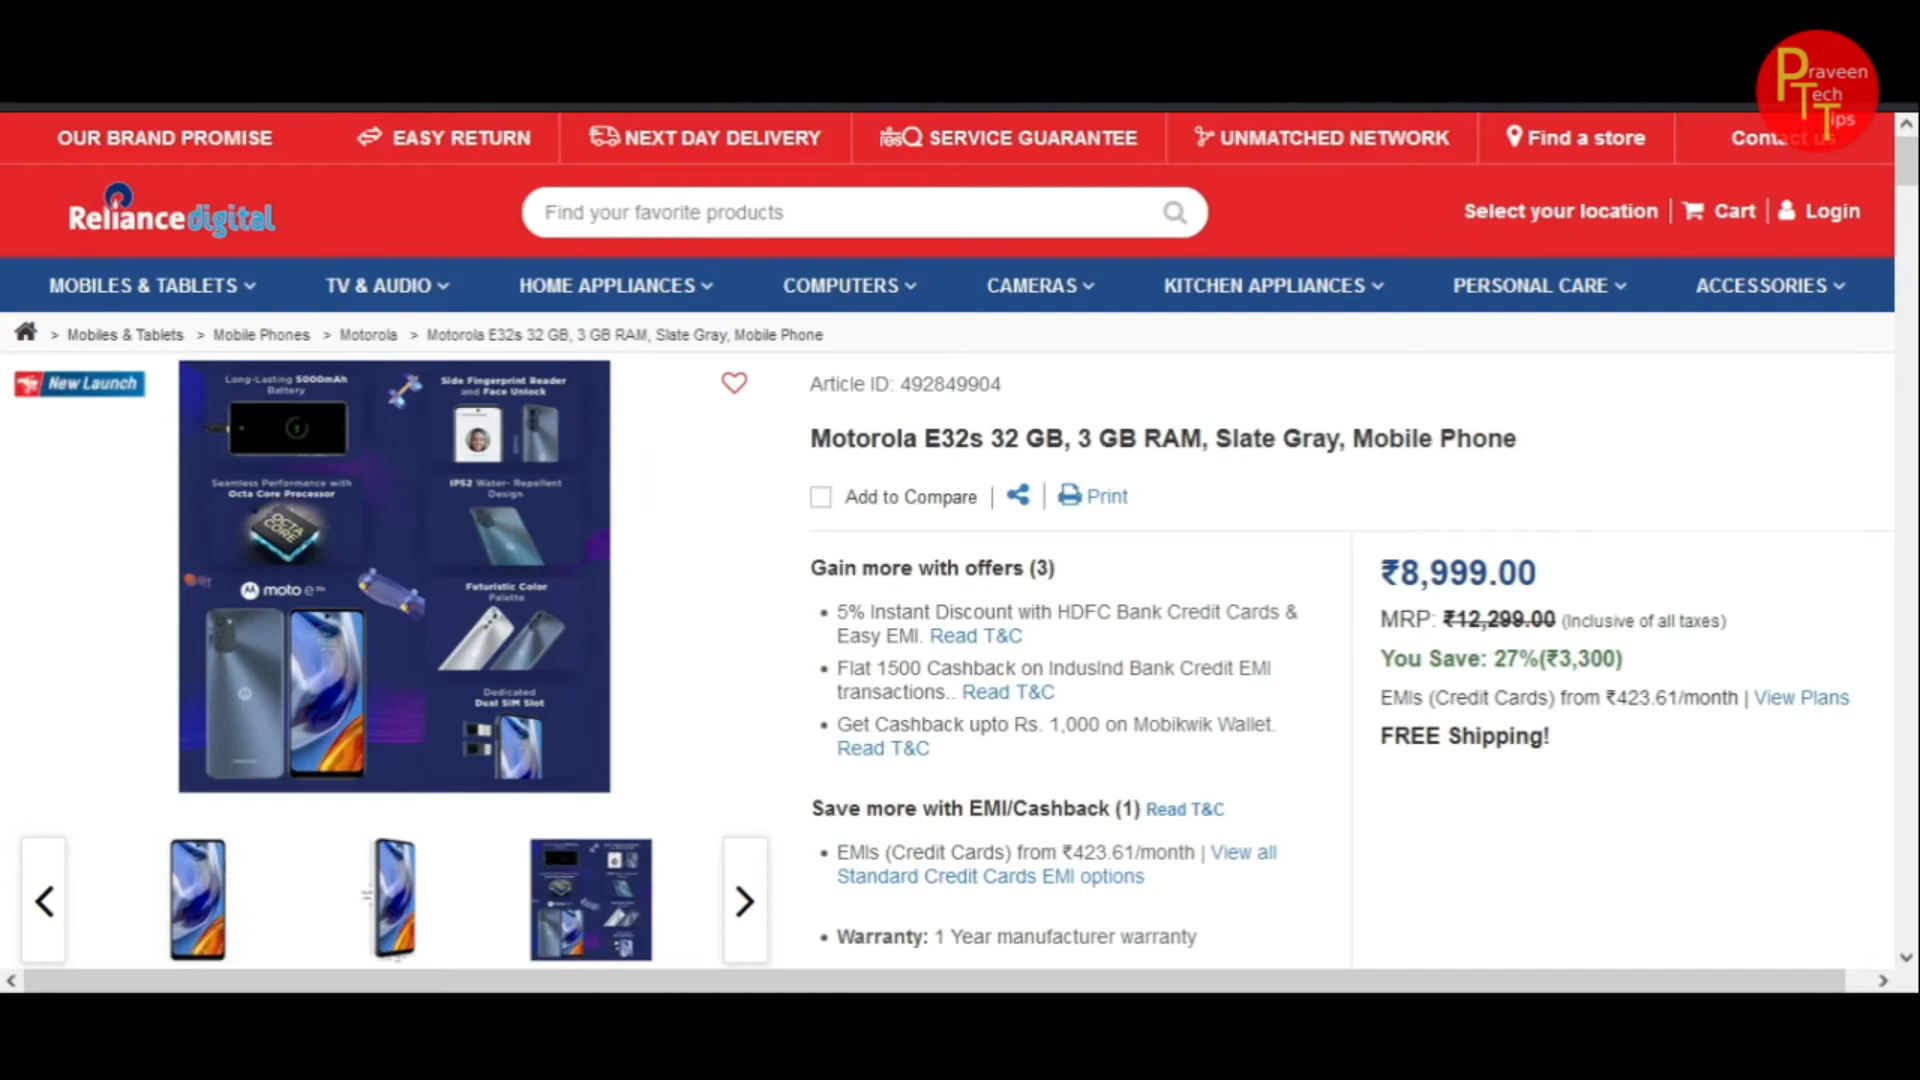 Praveen
Tech
Tips
OUR BRAND PROMISE
EASY RETURN
NEXT DAY DELIVERY
resQ SERVICE GUARANTEE
UNMATCHED NETWORK
Find a store
Contact us
Reliance digital
Find your favorite products
Select your location
Cart
Login
MOBILES & TABLETS
TV & AUDIO
HOME APPLIANCES
COMPUTERS
CAMERAS
KITCHEN APPLIANCES
PERSONAL CARE
ACCESSORIES
> Mobiles & Tablets > Mobile Phones > Motorola > Motorola E32s 32 GB, 3 GB RAM, Slate Gray, Mobile Phone
New Launch
Long-Lasting 5000mAh
Battery
Side Fingerprint Reader
and Face Unlock
Seamless Performance with
Octa Core Processor
OCTA
CORE
IP52 Water- Repellent
Design
moto e
Futuristic Color
Palette
Dedicated
Dual SIM Slot
Article ID: 492849904
Motorola E32s 32 GB, 3 GB RAM, Slate Gray, Mobile Phone
Add to Compare
Print
Gain more with offers (3)
• 5% Instant Discount with HDFC Bank Credit Cards &
Easy EMI. Read T&C
• Flat 1500 Cashback on IndusInd Bank Credit EMI
transactions.. Read T&C
• Get Cashback upto Rs. 1,000 on Mobikwik Wallet.
Read T&C
Save more with EMI/Cashback (1) Read T&C
• EMIs (Credit Cards) from ₹423.61/month | View all
Standard Credit Cards EMI options
• Warranty: 1 Year manufacturer warranty
₹8,999.00
MRP: ₹12,299.00 (Inclusive of all taxes)
You Save: 27%(₹3,300)
EMIs (Credit Cards) from ₹423.61/month | View Plans
FREE Shipping!